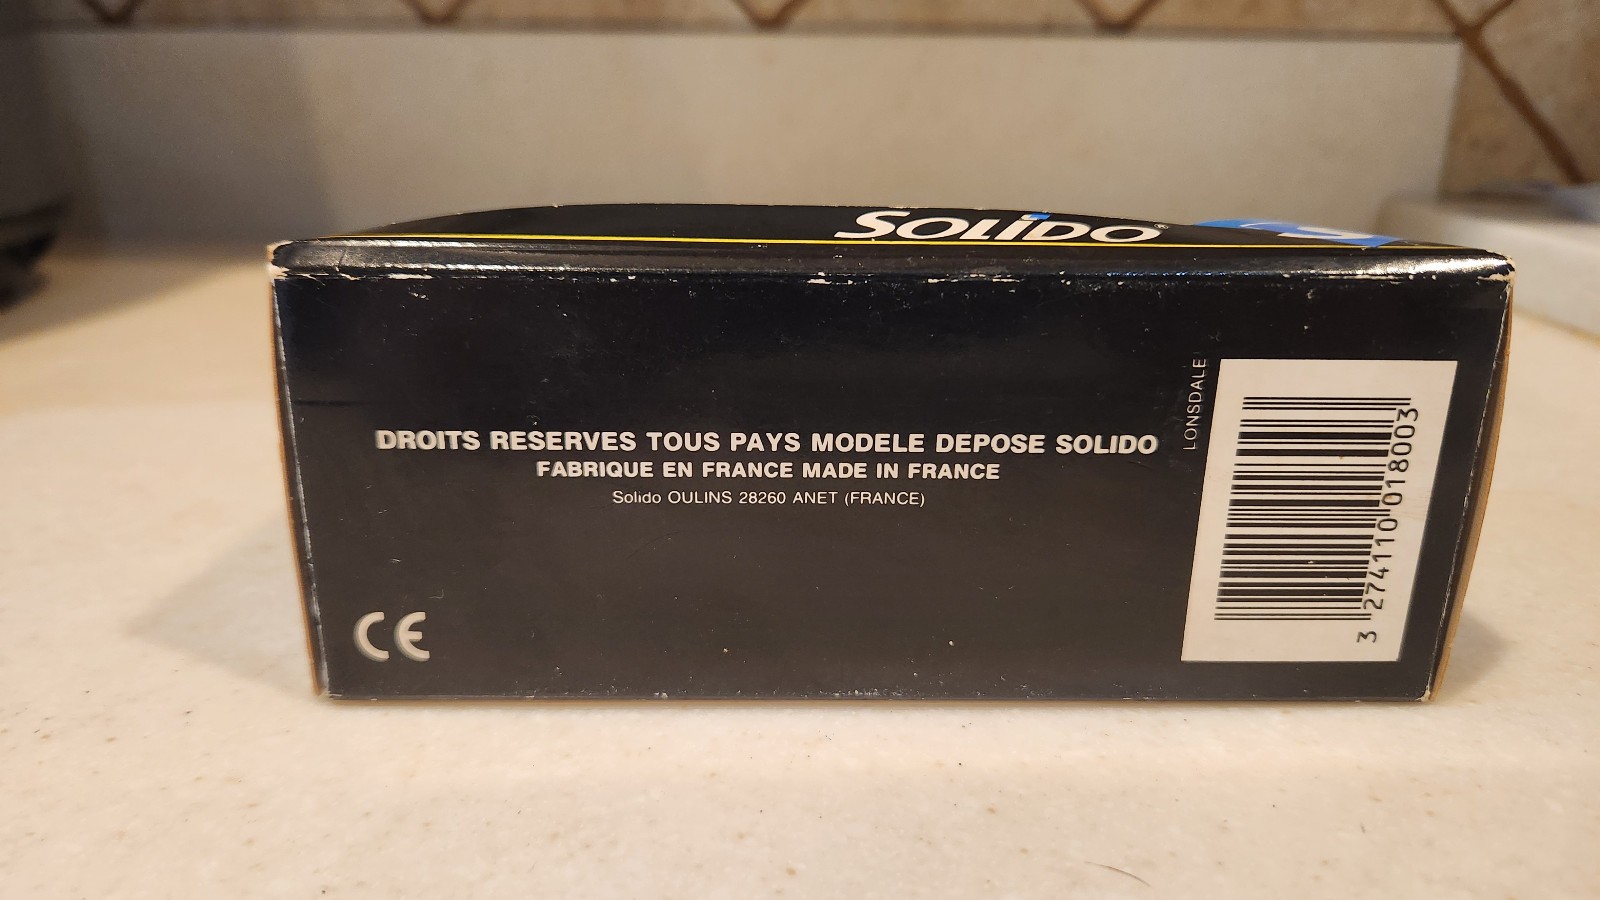 SOLiDO®
DROITS RESERVES TOUS PAYS MODELE DEPOSE SOLIDO
FABRIQUE EN FRANCE MADE IN FRANCE
Solido OULINS 28260 ANET (FRANCE)
CE
LONSDALE
3 274110 018003